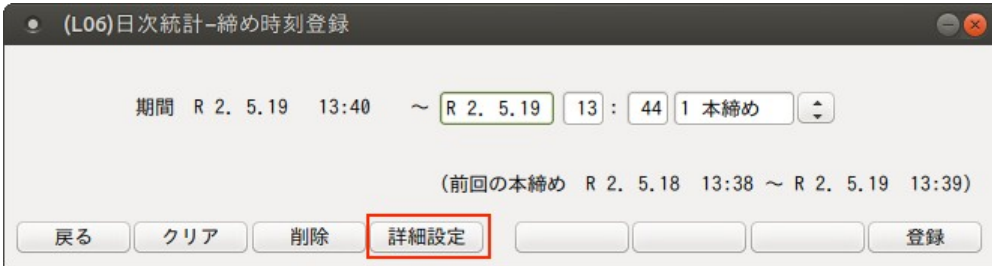 (L06)日次統計−締め時刻登録
期間 R 2. 5.19 13:40 ～ R 2. 5.19 13 : 44 1 本締め
(前回の本締め R 2. 5.18 13:38 ～ R 2. 5.19 13:39)
戻る クリア 削除 詳細設定 登録